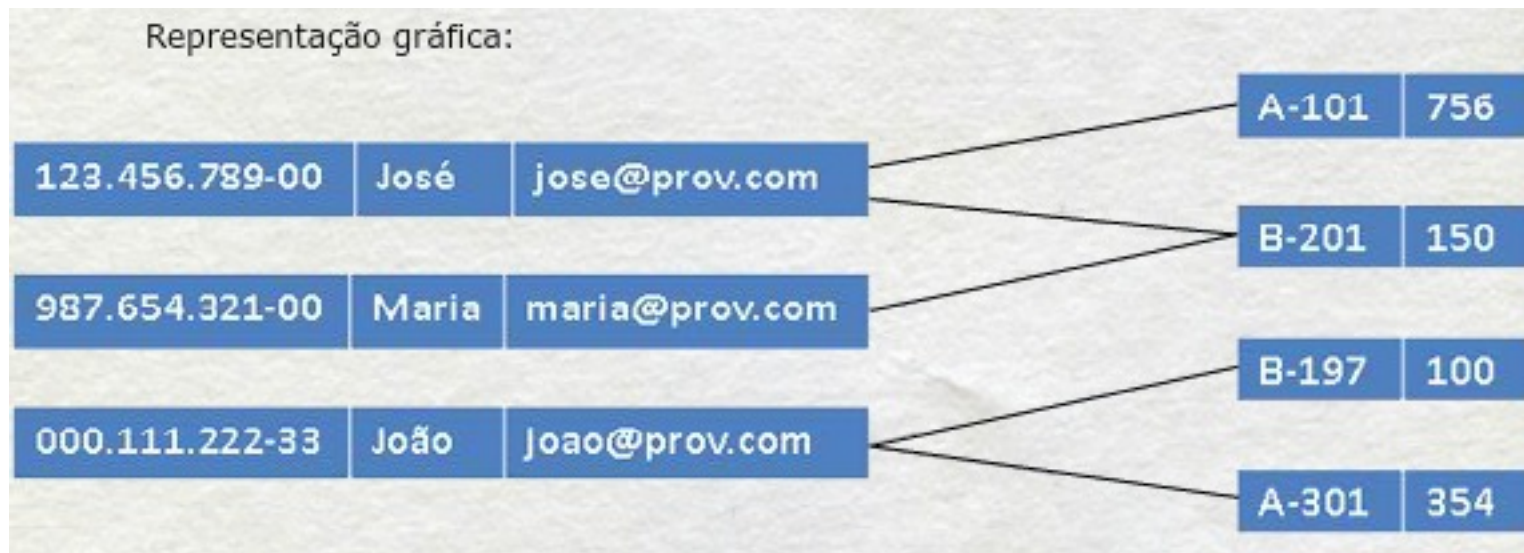 Representação gráfica:
A-101 756
123.456.789-00 José jose@prov.com
B-201 150
987.654.321-00 Maria maria@prov.com
B-197 100
000.111.222-33 João Joao@prov.com
A-301 354